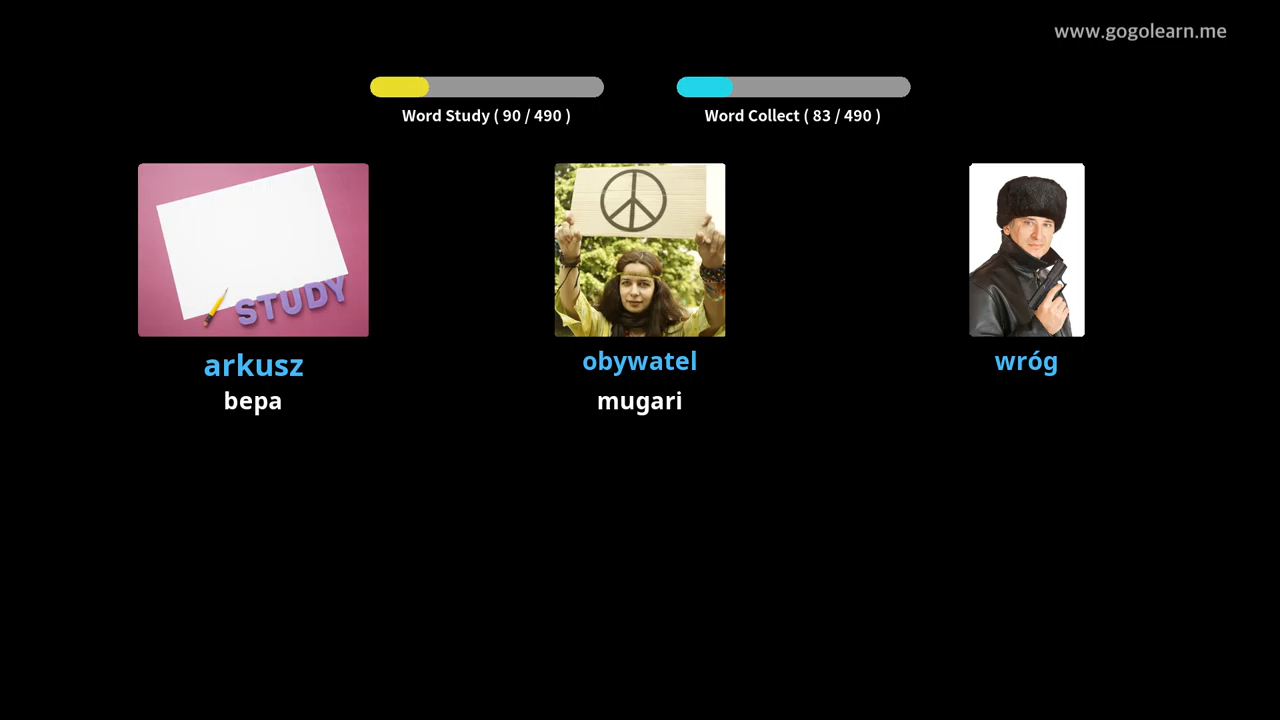 www.gogolearn.me
Word Study ( 90 / 490 )
Word Collect ( 83 / 490 )
STUDY
arkusz
obywatel
wróg
bepa
mugari